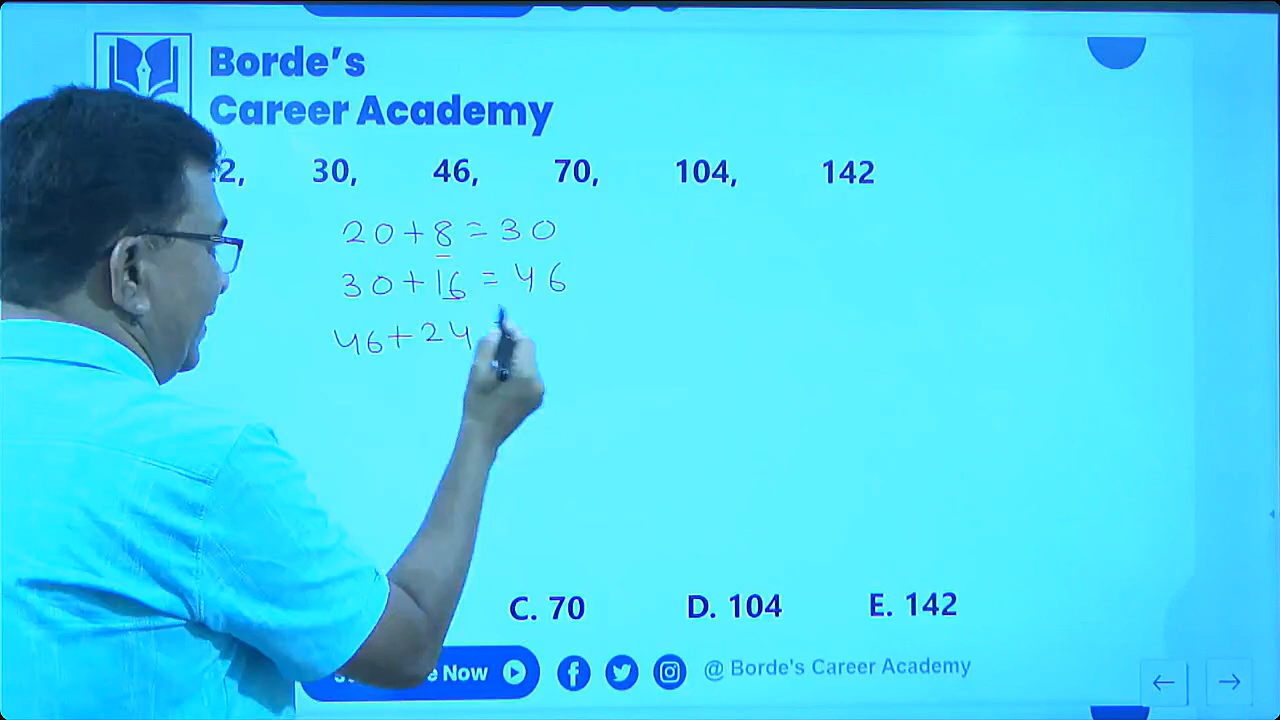 Borde's
Career Academy
2, 30, 46, 70, 104, 142
20+8=30
30+16=46
46+24
C. 70 D. 104 E. 142
Now
@ Borde's Career Academy